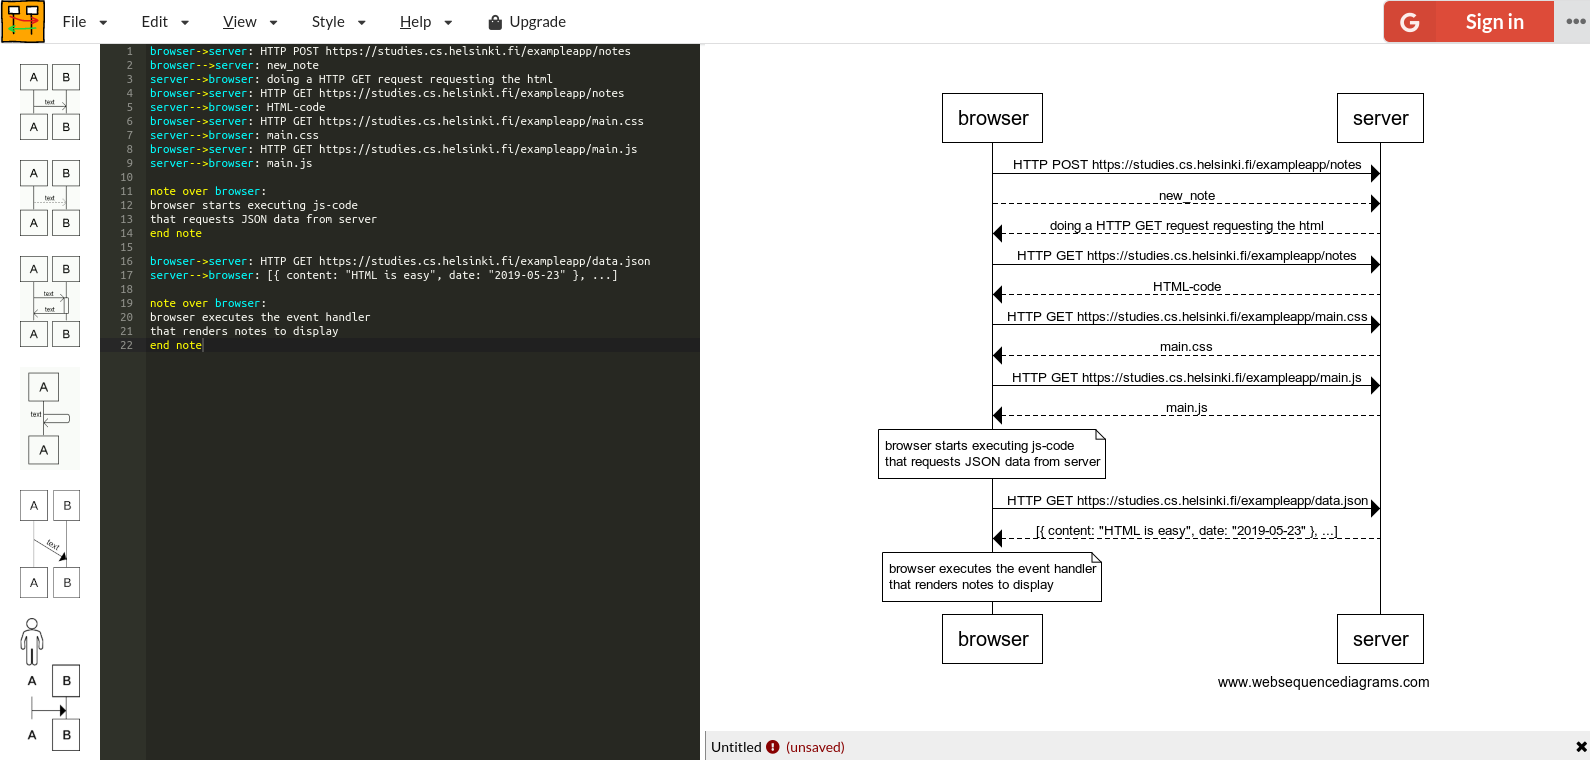 File Edit View Style Help Upgrade Sign in
A B
text
A B
A B
text
A B
A B
text
text
A B
A
text
A
A B
text
A B
A B
A B
1 browser->server: HTTP POST https://studies.cs.helsinki.fi/exampleapp/notes
2 browser-->server: new_note
3 server-->browser: doing a HTTP GET request requesting the html
4 browser->server: HTTP GET https://studies.cs.helsinki.fi/exampleapp/notes
5 server-->browser: HTML-code
6 browser->server: HTTP GET https://studies.cs.helsinki.fi/exampleapp/main.css
7 server-->browser: main.css
8 browser->server: HTTP GET https://studies.cs.helsinki.fi/exampleapp/main.js
9 server-->browser: main.js
10
11 note over browser:
12 browser starts executing js-code
13 that requests JSON data from server
14 end note
15
16 browser->server: HTTP GET https://studies.cs.helsinki.fi/exampleapp/data.json
17 server-->browser: [{ content: "HTML is easy", date: "2019-05-23" }, ...]
18
19 note over browser:
20 browser executes the event handler
21 that renders notes to display
22 end note
browser server
HTTP POST https://studies.cs.helsinki.fi/exampleapp/notes
new_note
doing a HTTP GET request requesting the html
HTTP GET https://studies.cs.helsinki.fi/exampleapp/notes
HTML-code
HTTP GET https://studies.cs.helsinki.fi/exampleapp/main.css
main.css
HTTP GET https://studies.cs.helsinki.fi/exampleapp/main.js
main.js
browser starts executing js-code
that requests JSON data from server
HTTP GET https://studies.cs.helsinki.fi/exampleapp/data.json
[{ content: "HTML is easy", date: "2019-05-23" }, ...]
browser executes the event handler
that renders notes to display
browser server
www.websequencediagrams.com
Untitled (unsaved)